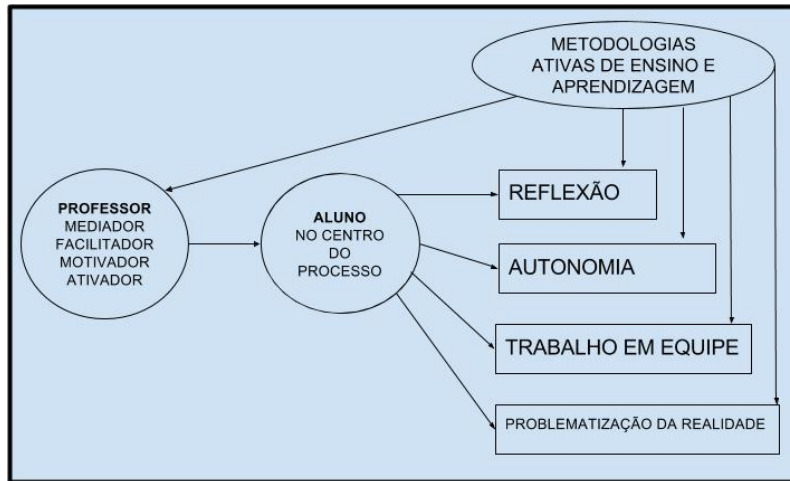 METODOLOGIAS
ATIVAS DE ENSINO E
APRENDIZAGEM
PROFESSOR
MEDIADOR
FACILITADOR
MOTIVADOR
ATIVADOR
ALUNO
NO CENTRO
DO
PROCESSO
REFLEXÃO
AUTONOMIA
TRABALHO EM EQUIPE
PROBLEMATIZAÇÃO DA REALIDADE